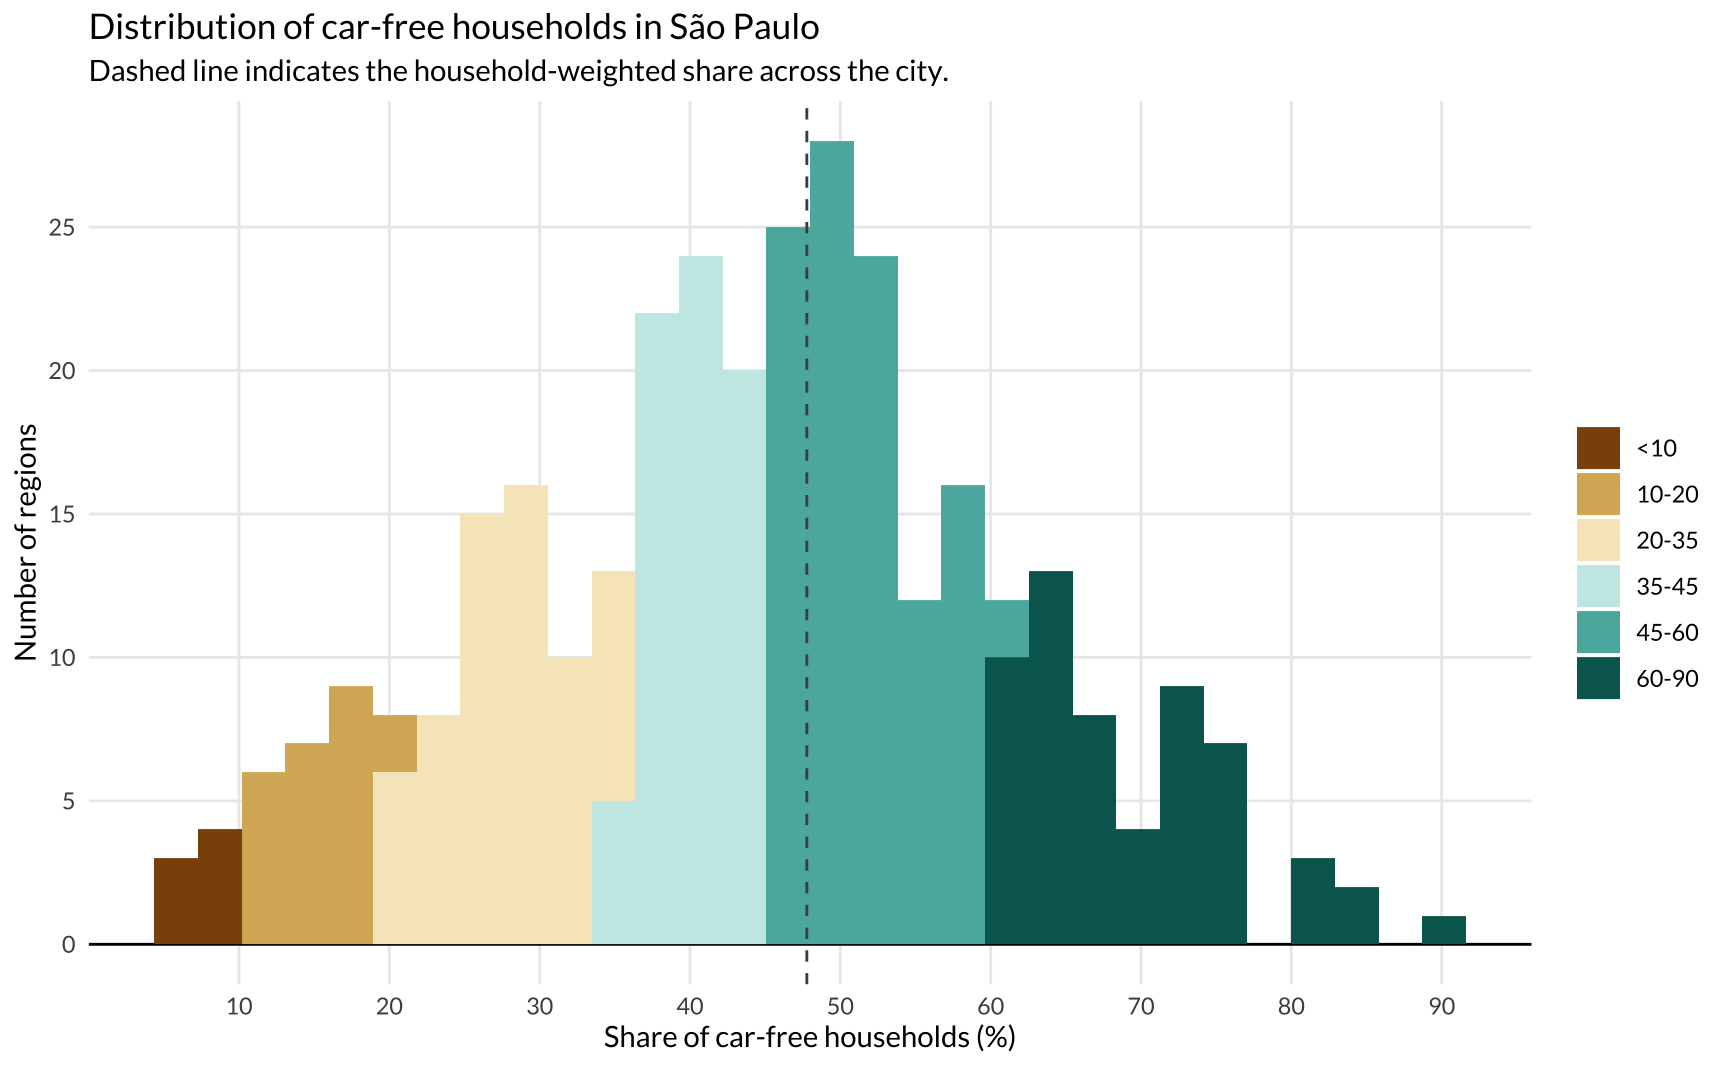 Distribution of car-free households in São Paulo
Dashed line indicates the household-weighted share across the city.
Number of regions
25
20
15
10
5
0
10 20 30 40 50 60 70 80 90
Share of car-free households (%)
<10
10-20
20-35
35-45
45-60
60-90